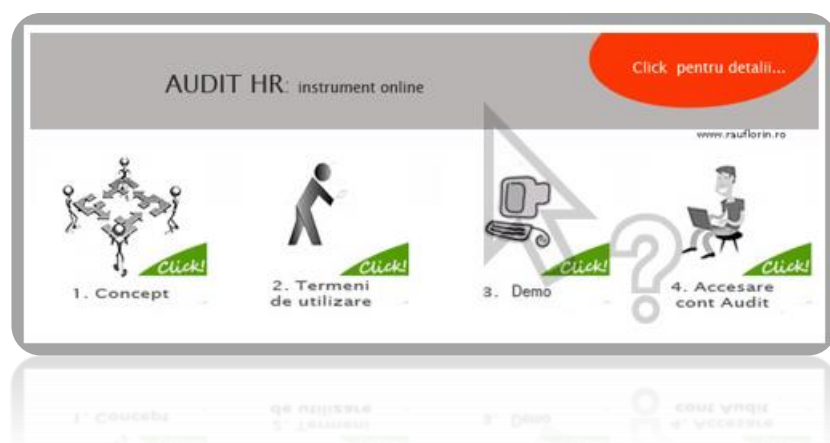 AUDIT HR: instrument online
Click pentru detalii...
www.rauflorin.ro
Click!
Click!
Click!
Click!
1. Concept
2. Termeni
de utilizare
3. Demo
4. Accesare
cont Audit